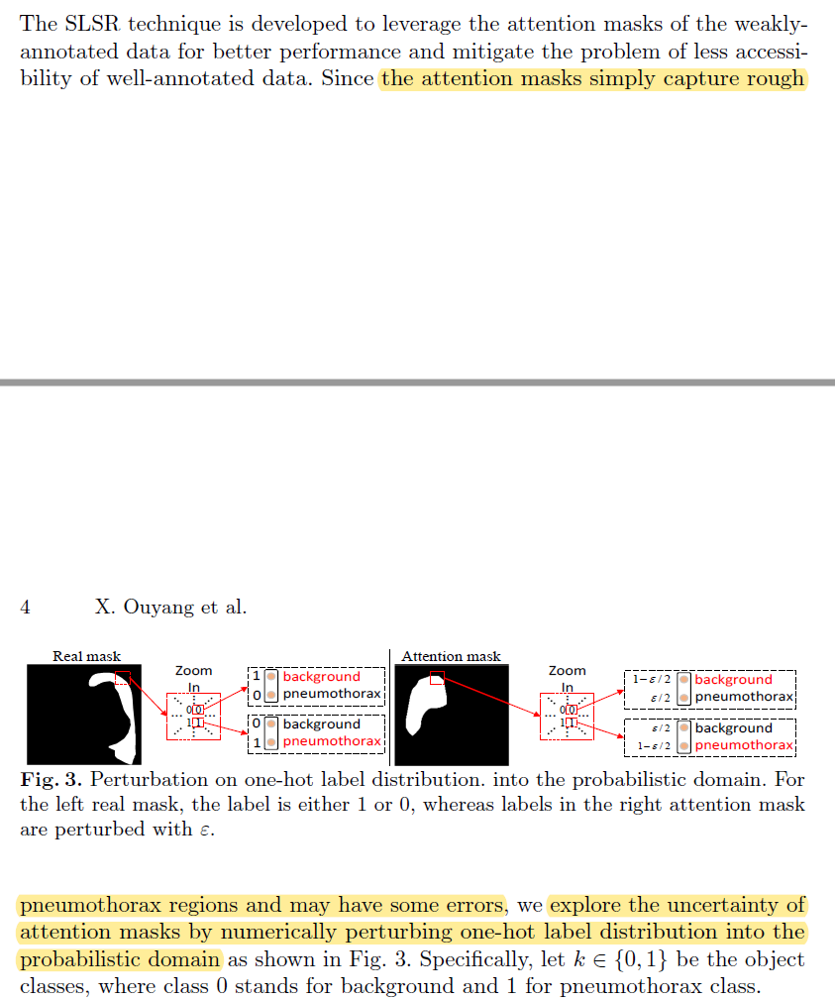 The SLSR technique is developed to leverage the attention masks of the weakly-
annotated data for better performance and mitigate the problem of less accessi-
bility of well-annotated data. Since the attention masks simply capture rough
4 X. Ouyang et al.
Real mask
Zoom
In
0 0
1 1
1 background
0 pneumothorax
0 background
1 pneumothorax
Attention mask
Zoom
In
0 0
1 1
1−ε/2 background
ε/2 pneumothorax
ε/2 background
1−ε/2 pneumothorax
Fig. 3. Perturbation on one-hot label distribution. into the probabilistic domain. For
the left real mask, the label is either 1 or 0, whereas labels in the right attention mask
are perturbed with ε.
pneumothorax regions and may have some errors, we explore the uncertainty of
attention masks by numerically perturbing one-hot label distribution into the
probabilistic domain as shown in Fig. 3. Specifically, let k ∈ {0, 1} be the object
classes, where class 0 stands for background and 1 for pneumothorax class.